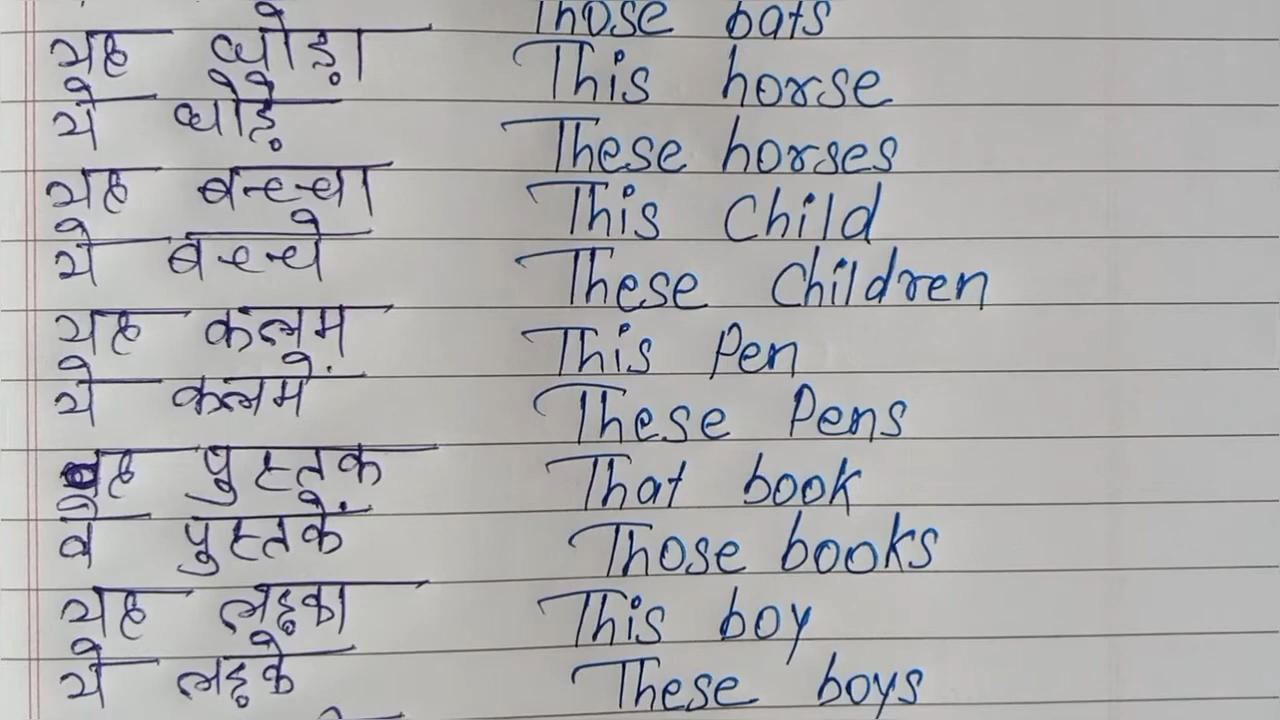 Those bats
यह घोड़ा This horse
ये घोड़े These horses
यह बच्चा This Child
ये बच्चे These Children
यह कलम This Pen
ये कलमें These Pens
वह पुस्तक That book
वे पुस्तकें Those books
यह लड़का This boy
ये लड़के These boys